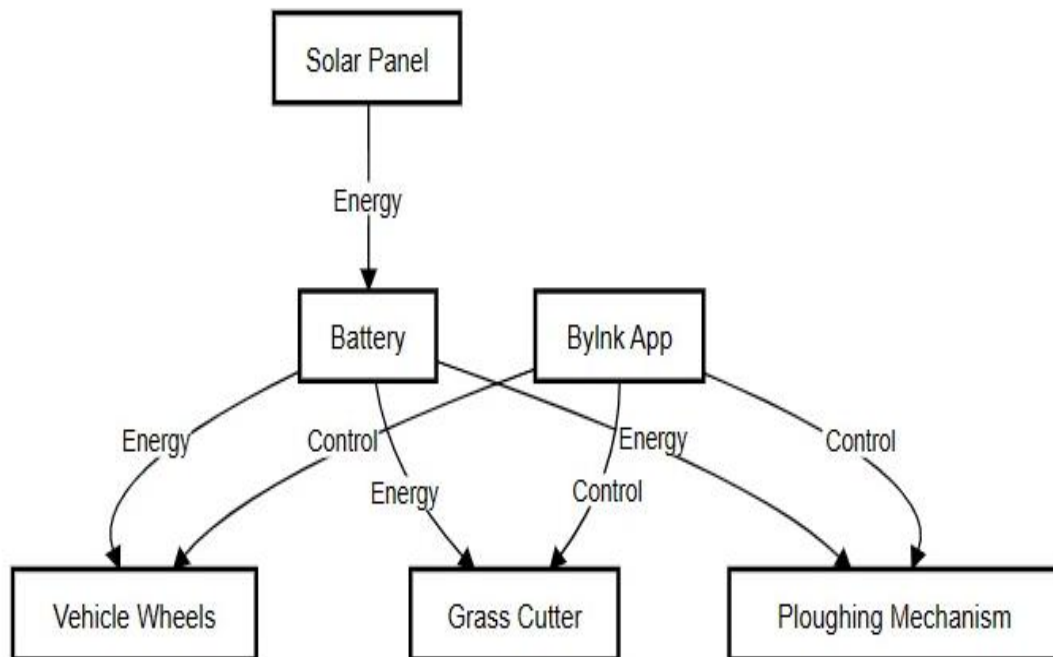 Solar Panel
Energy
Battery
Bylnk App
Energy
Control
Energy
Control
Energy
Control
Vehicle Wheels
Grass Cutter
Ploughing Mechanism